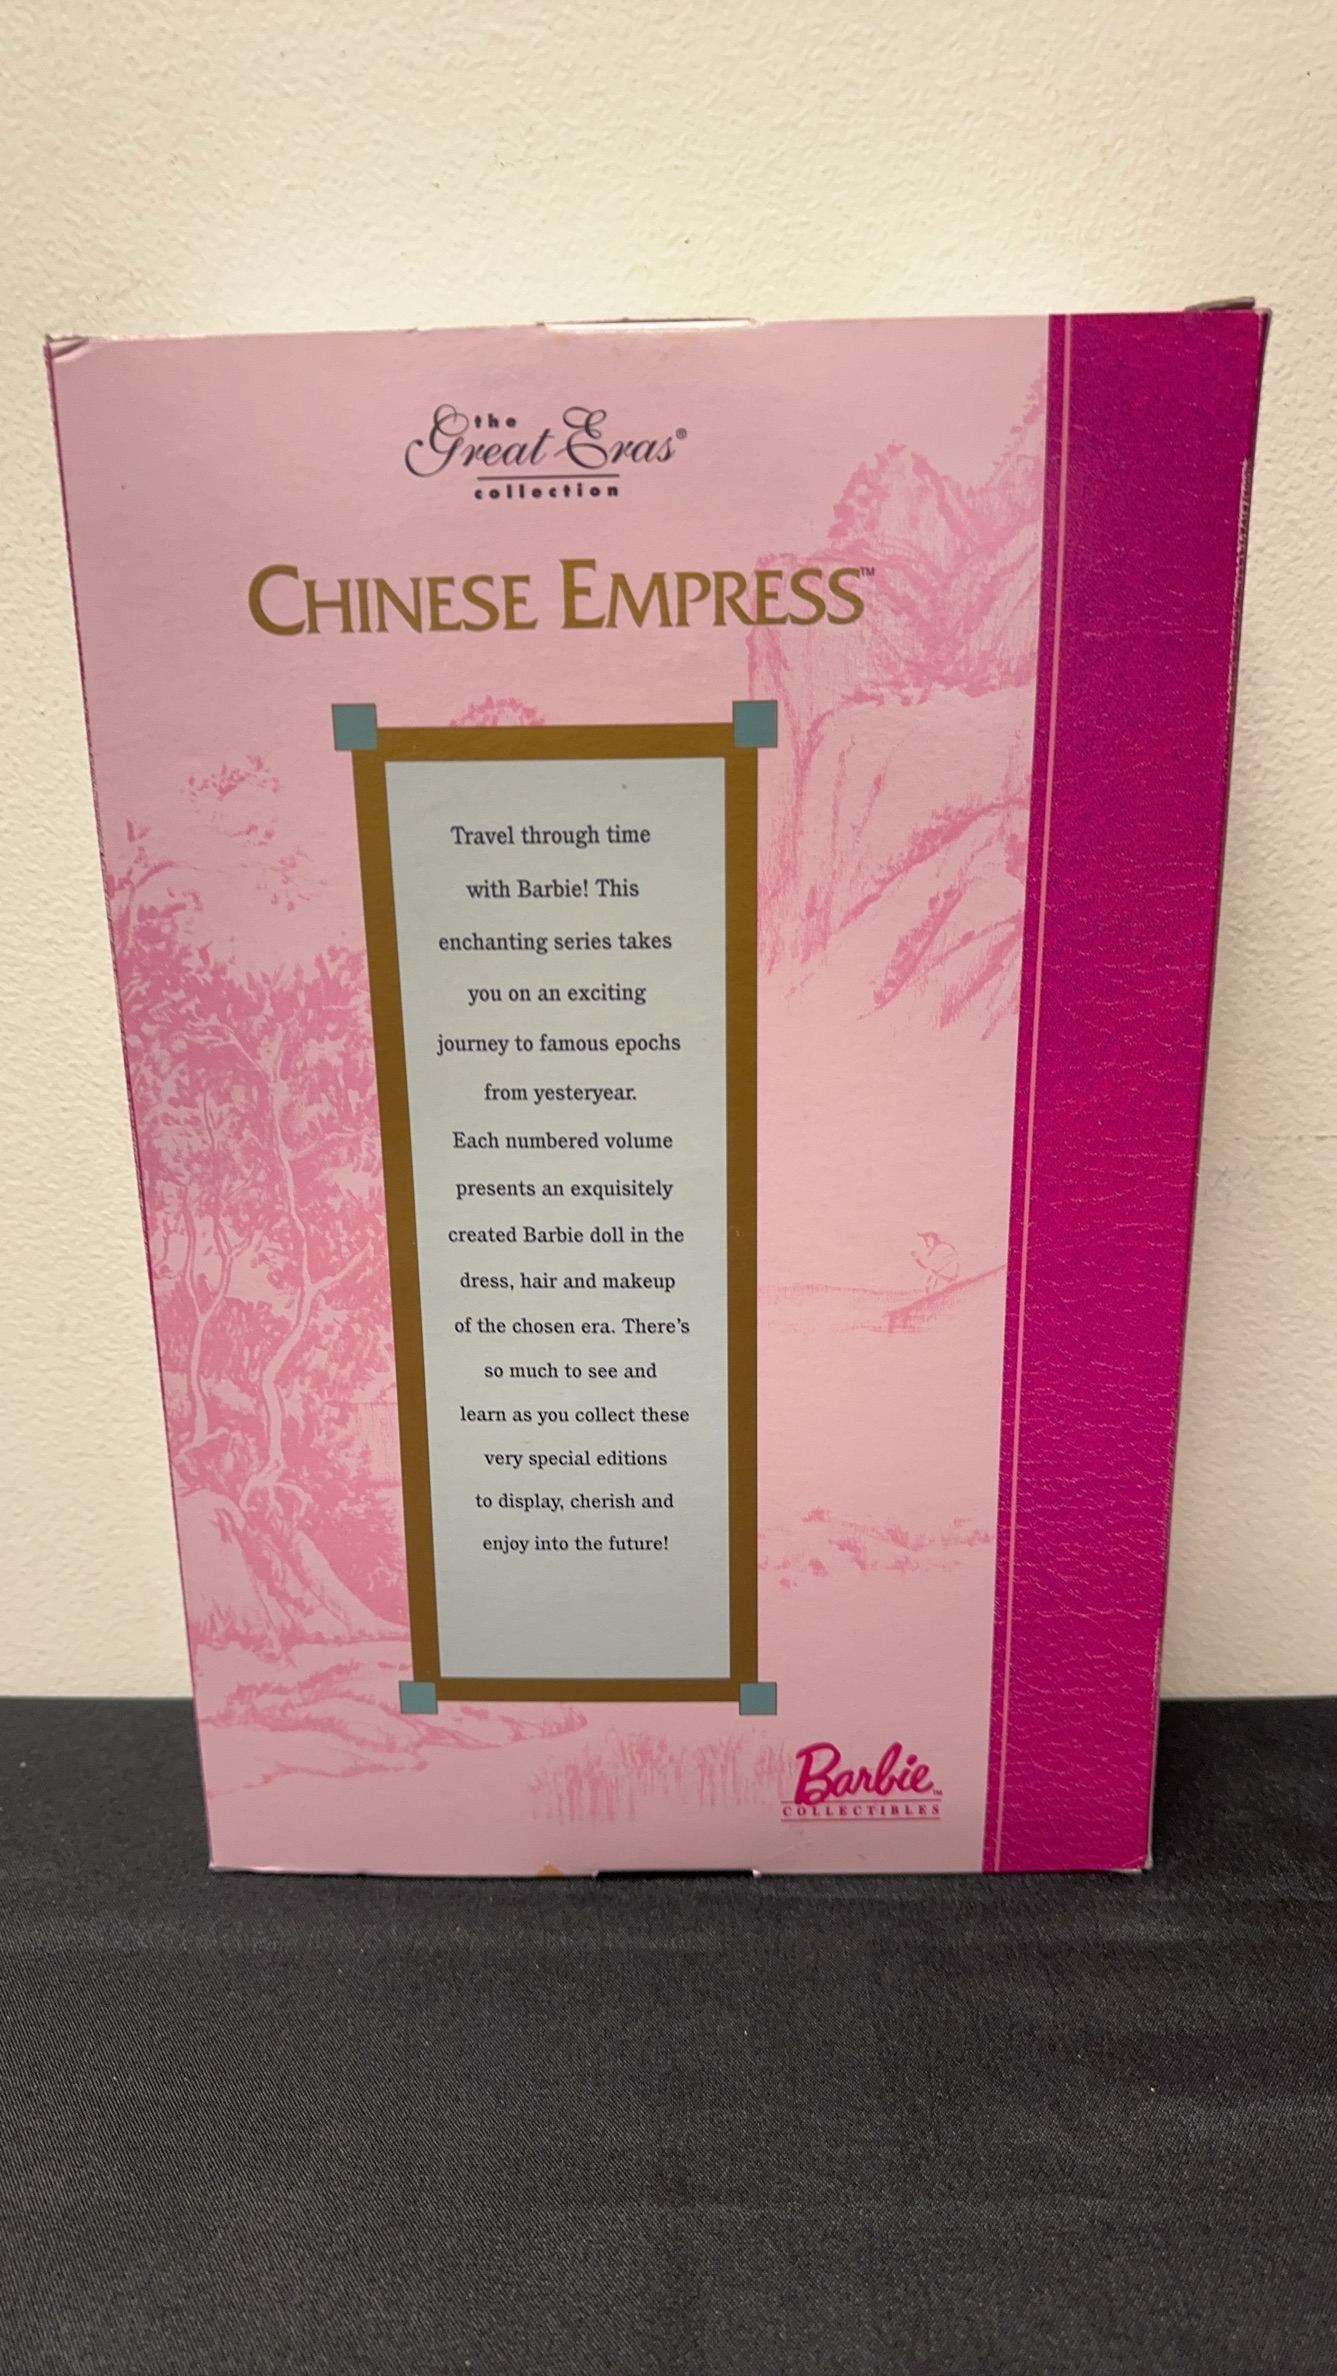 the
Great Eras®
collection
CHINESE EMPRESS™
Travel through time
with Barbie! This
enchanting series takes
you on an exciting
journey to famous epochs
from yesteryear.
Each numbered volume
presents an exquisitely
created Barbie doll in the
dress, hair and makeup
of the chosen era. There's
so much to see and
learn as you collect these
very special editions
to display, cherish and
enjoy into the future!
Barbie™
COLLECTIBLES